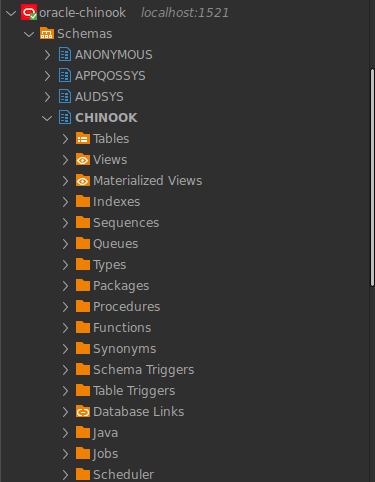 oracle-chinook localhost:1521
Schemas
ANONYMOUS
APPQOSSYS
AUDSYS
CHINOOK
Tables
Views
Materialized Views
Indexes
Sequences
Queues
Types
Packages
Procedures
Functions
Synonyms
Schema Triggers
Table Triggers
Database Links
Java
Jobs
Scheduler